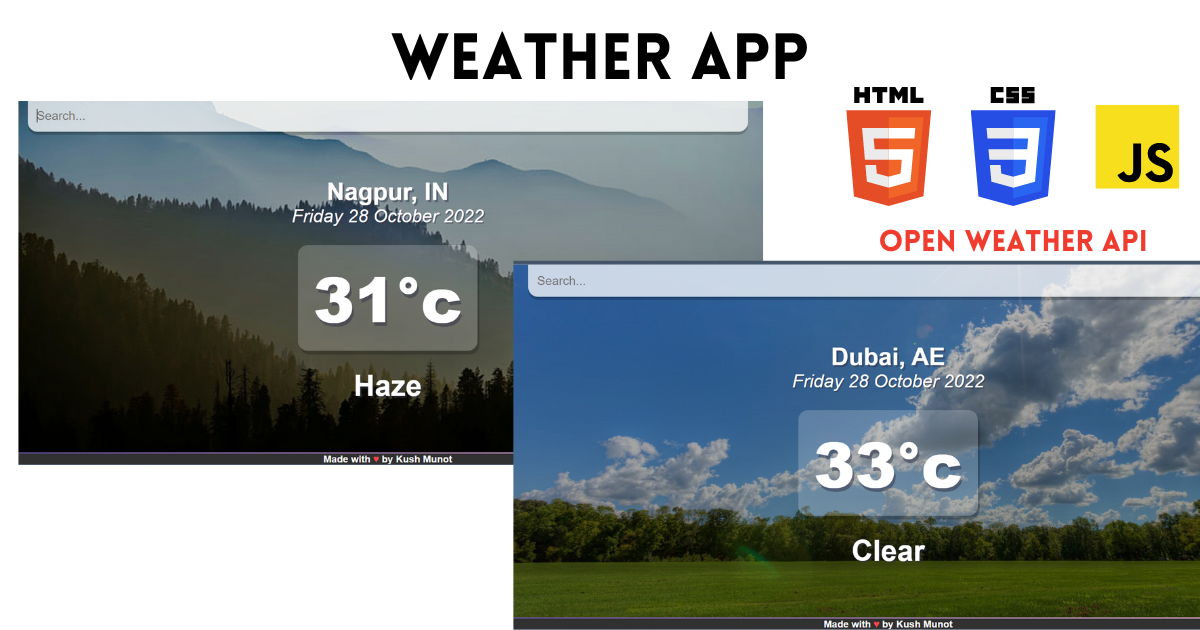 WEATHER APP
HTML
CSS
5
3
JS
OPEN WEATHER API
Search...
Nagpur, IN
Friday 28 October 2022
31°c
Haze
Made with ♥ by Kush Munot
Search...
Dubai, AE
Friday 28 October 2022
33°c
Clear
Made with ♥ by Kush Munot